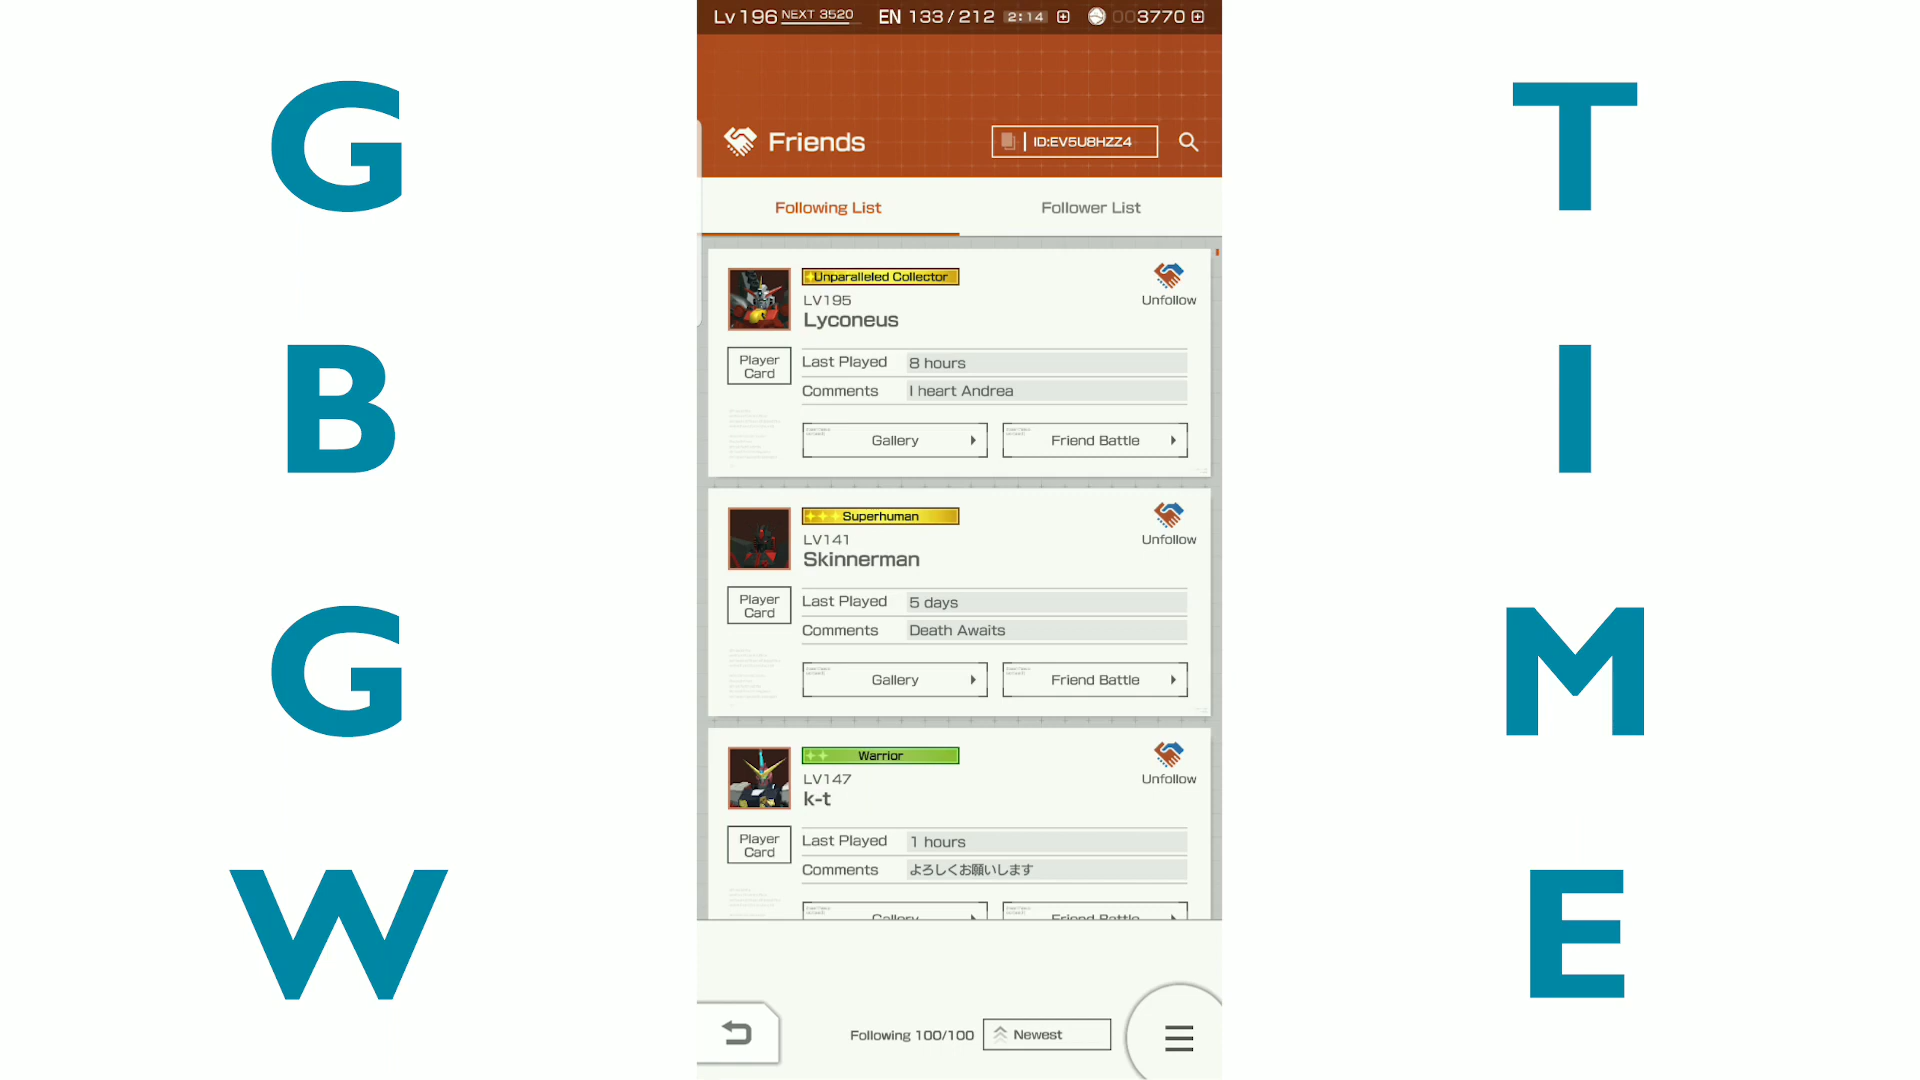 G
B
G
W
Lv 196 NEXT 3520 EN 133/212 2:14 003770
Friends
ID:EV5U8HZZ4
Following List
Follower List
Unparalleled Collector
LV195
Lyconeus
Unfollow
Player
Card
Last Played 8 hours
Comments I heart Andrea
Gallery
Friend Battle
Superhuman
LV141
Skinnerman
Unfollow
Player
Card
Last Played 5 days
Comments Death Awaits
Gallery
Friend Battle
Warrior
LV147
k-t
Unfollow
Player
Card
Last Played 1 hours
Comments よろしくお願いします
Gallery
Friend Battle
Following 100/100
Newest
T
I
M
E